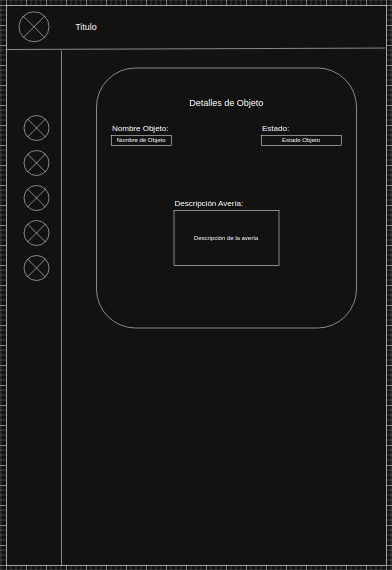 Titulo
Detalles de Objeto
Nombre Objeto:
Estado:
Nombre de Objeto
Estado Objeto
Descripción Avería:
Descripción de la avería